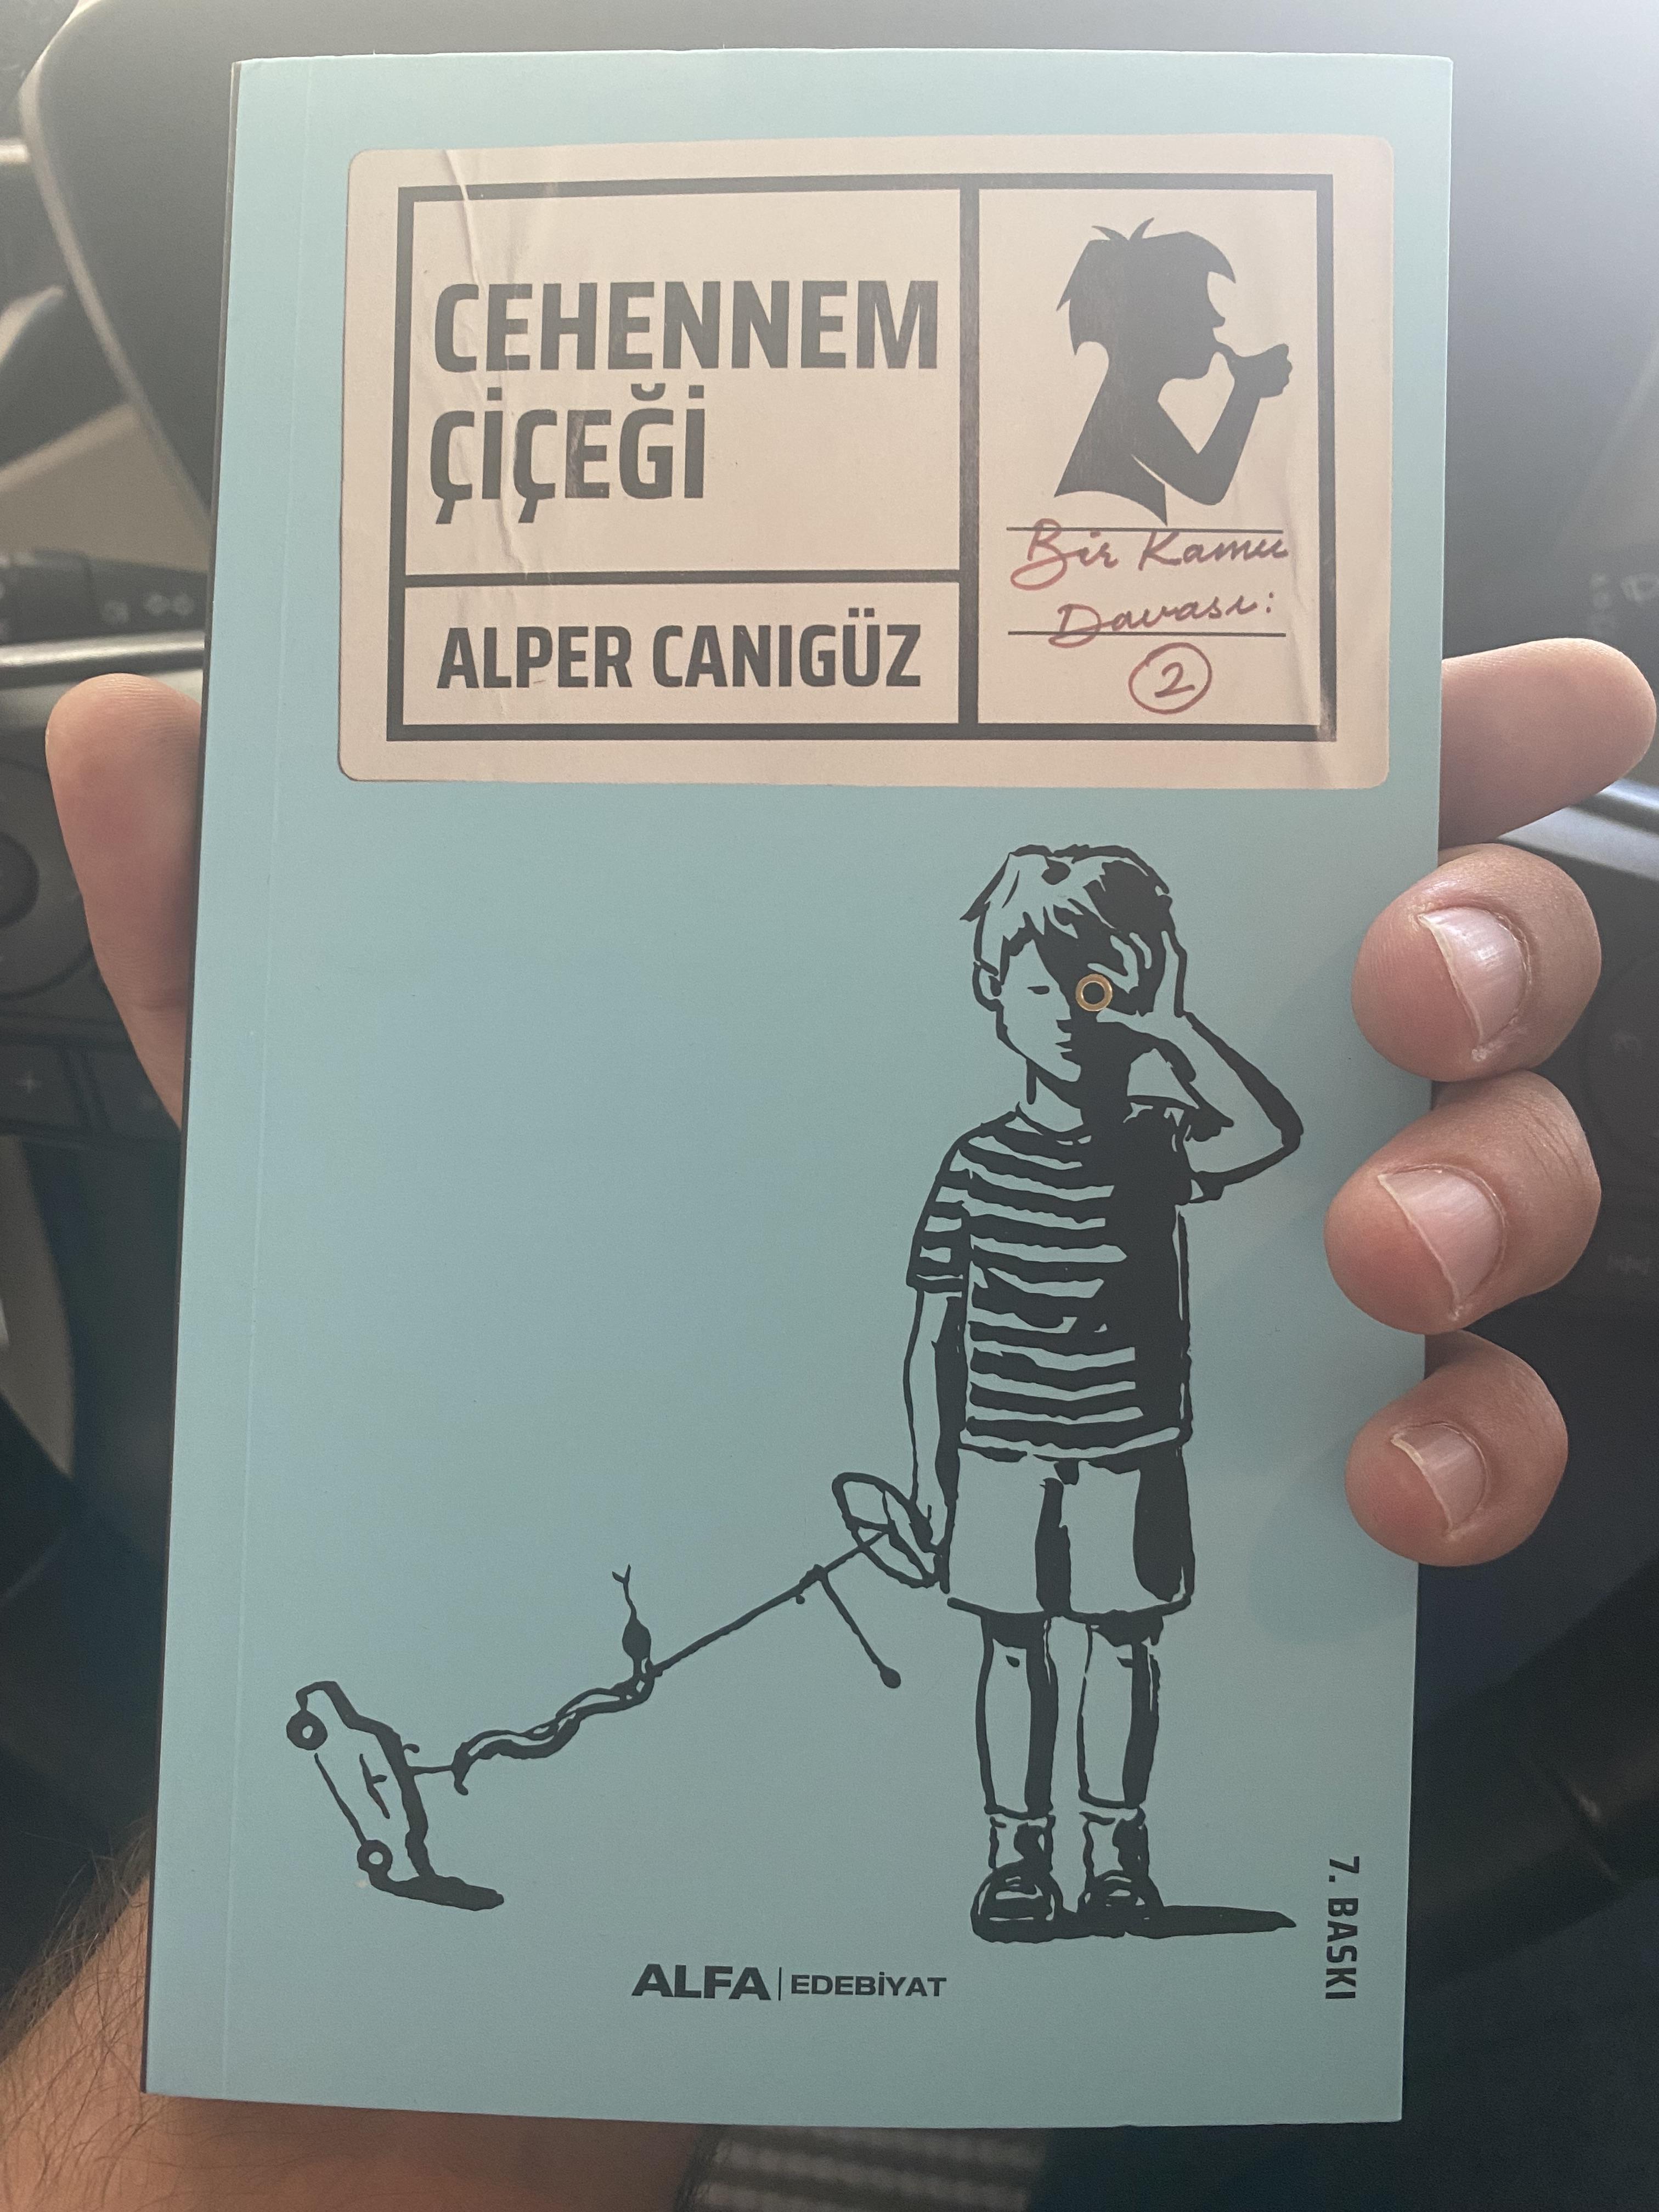 CEHENNEM
ÇİÇEĞİ
ALPER CANIGÜZ
Bir Kamu
Davası:
2
7. BASKI
ALFA | EDEBİYAT